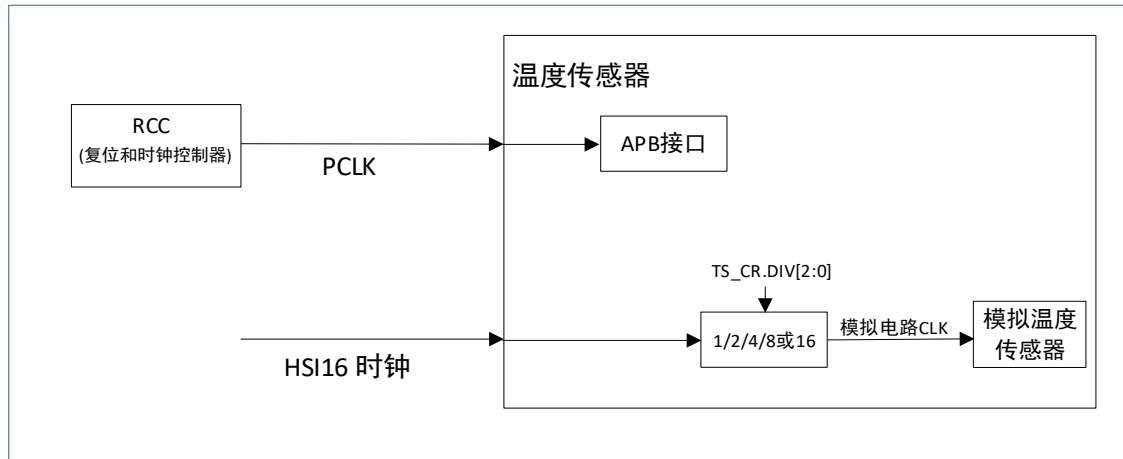 温度传感器
RCC
(复位和时钟控制器)
PCLK
APB接口
TS_CR.DIV[2:0]
HSI16 时钟
1/2/4/8或16
模拟电路CLK
模拟温度
传感器